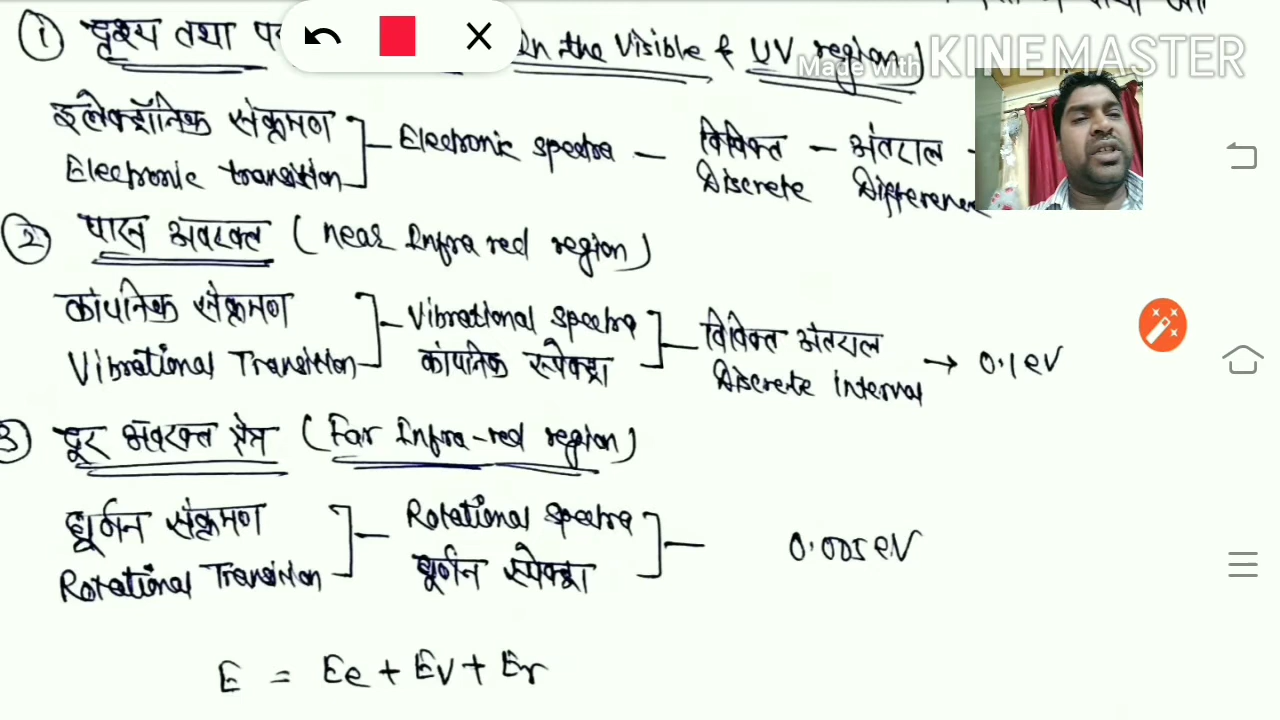 ① दृश्य तथा In the Visible & UV region)
Made with KINEMASTER
इलेक्ट्रॉनिक संक्रमण
Electronic transition
Electronic spectra
विविक्त – अंतराल -
Discrete Difference
② पास अवरक्त (near Infra red region)
कांपनिक संक्रमण
Vibrational Transition
Vibrational spectra
कांपनिक स्पेक्ट्रा
विविक्त अंतराल
Discrete interval
→ 0.1 eV
③ दूर अवरक्त क्षेत्र (Far Infra-red region)
घूर्णन संक्रमण
Rotational Transition
Rotational spectra
घूर्णन स्पेक्ट्रा
0.005 eV
E = Ee + Ev + Er